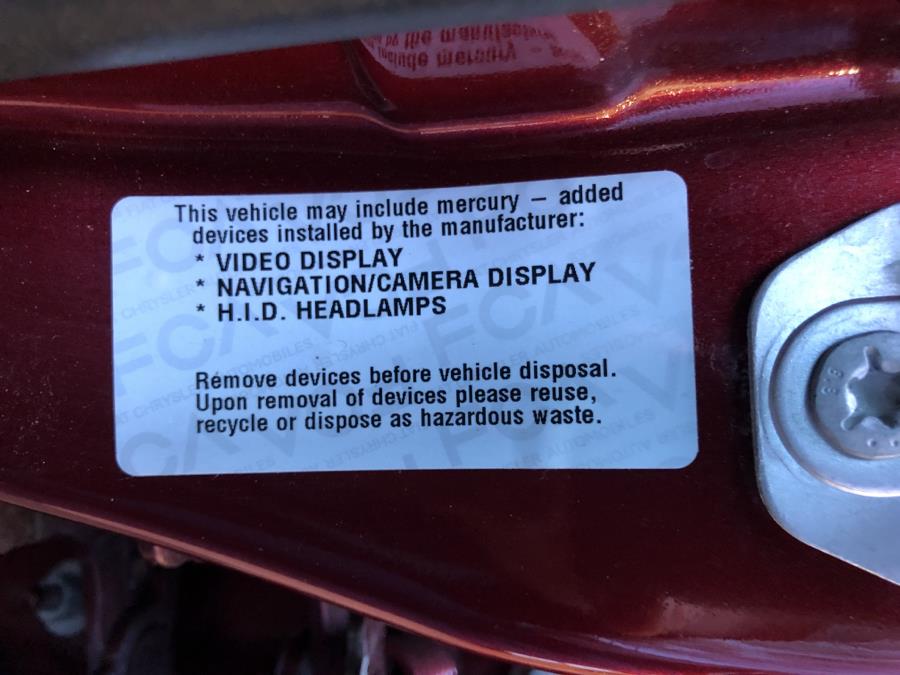 This vehicle may include mercury – added
devices installed by the manufacturer:
* VIDEO DISPLAY
* NAVIGATION/CAMERA DISPLAY
* H.I.D. HEADLAMPS
Remove devices before vehicle disposal.
Upon removal of devices please reuse,
recycle or dispose as hazardous waste.